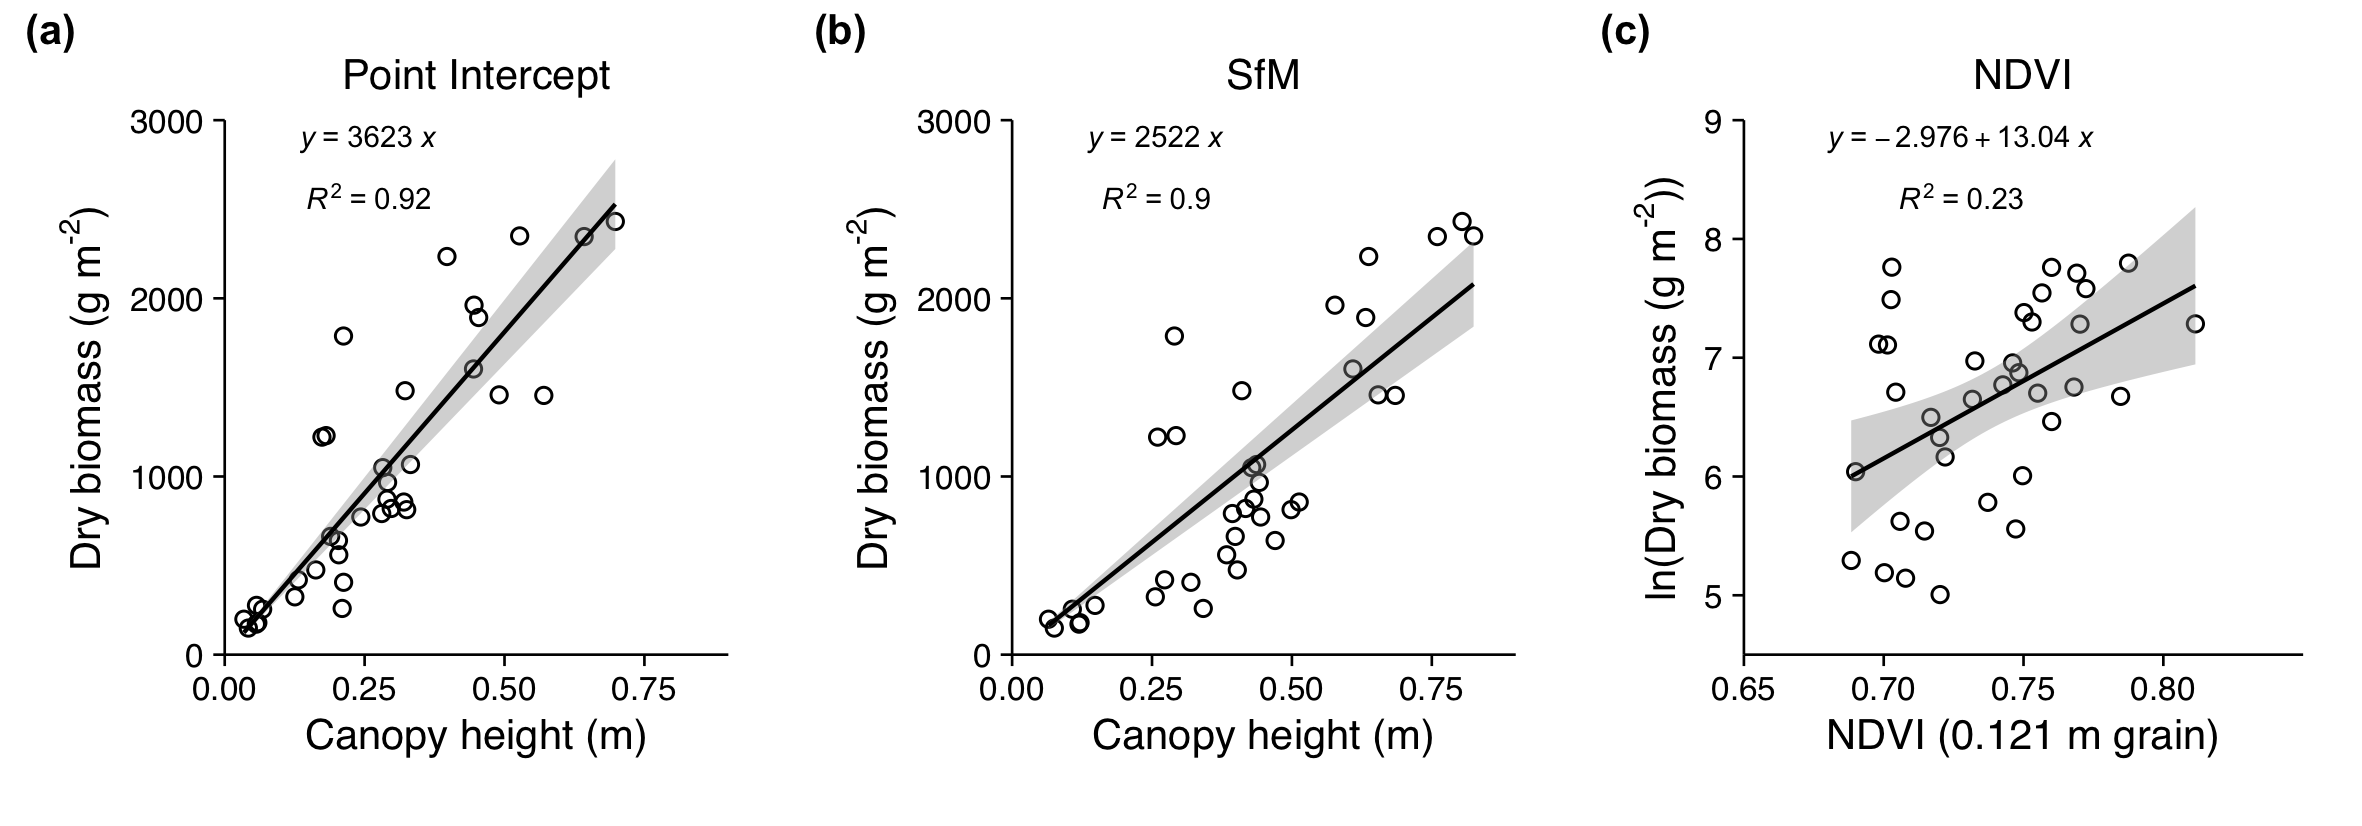 (a)
Point Intercept
y = 3623 x
R² = 0.92
3000
2000
1000
0
Dry biomass (g m⁻²)
0.00 0.25 0.50 0.75
Canopy height (m)
(b)
SfM
y = 2522 x
R² = 0.9
3000
2000
1000
0
Dry biomass (g m⁻²)
0.00 0.25 0.50 0.75
Canopy height (m)
(c)
NDVI
y = − 2.976 + 13.04 x
R² = 0.23
9
8
7
6
5
ln(Dry biomass (g m⁻²))
0.65 0.70 0.75 0.80
NDVI (0.121 m grain)